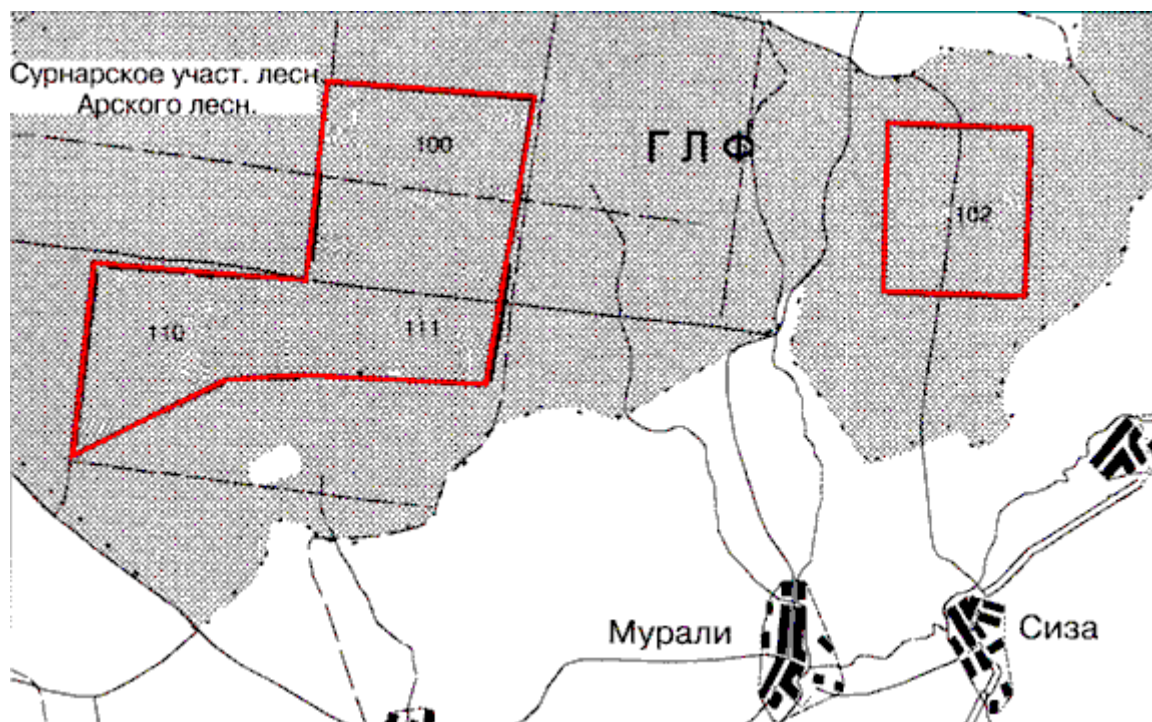 Сурнарское участ. лесн.
Арского лесн.
100
ГЛФ
102
110
111
Мурали
Сиза